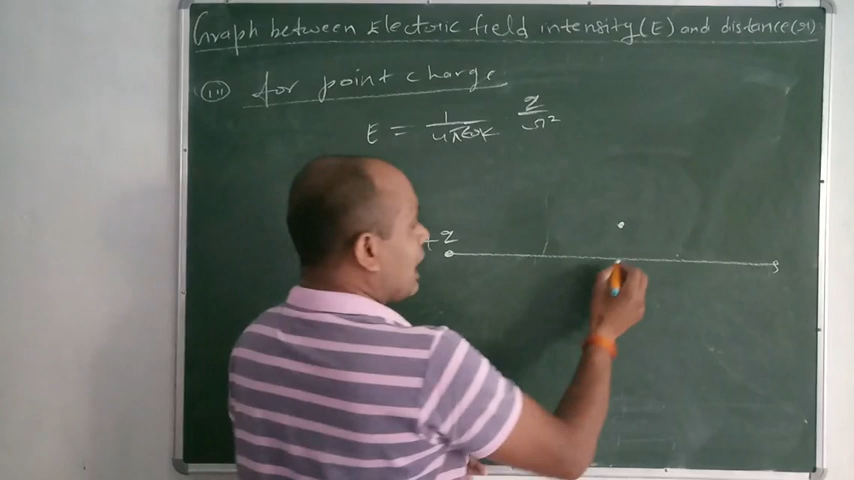 Graph between Electric field intensity (E) and distance(r)
(iii) for point charge
E = 1/4πε₀K q/r²
+q